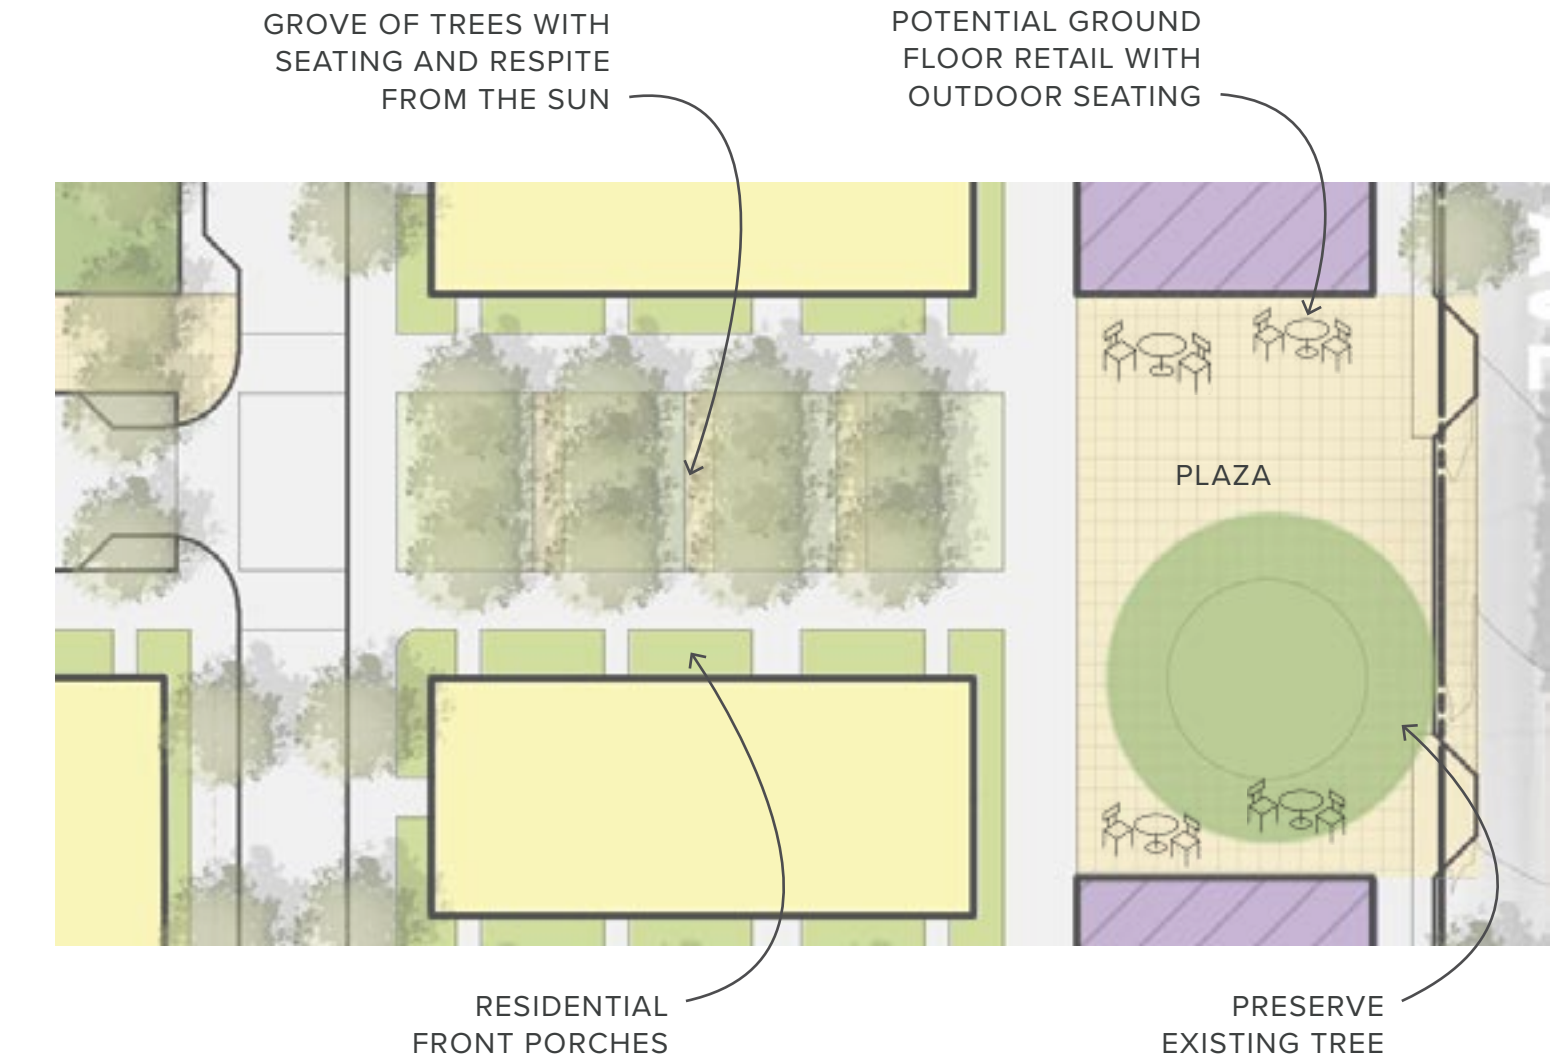 GROVE OF TREES WITH
SEATING AND RESPITE
FROM THE SUN
POTENTIAL GROUND
FLOOR RETAIL WITH
OUTDOOR SEATING
PLAZA
RESIDENTIAL
FRONT PORCHES
PRESERVE
EXISTING TREE